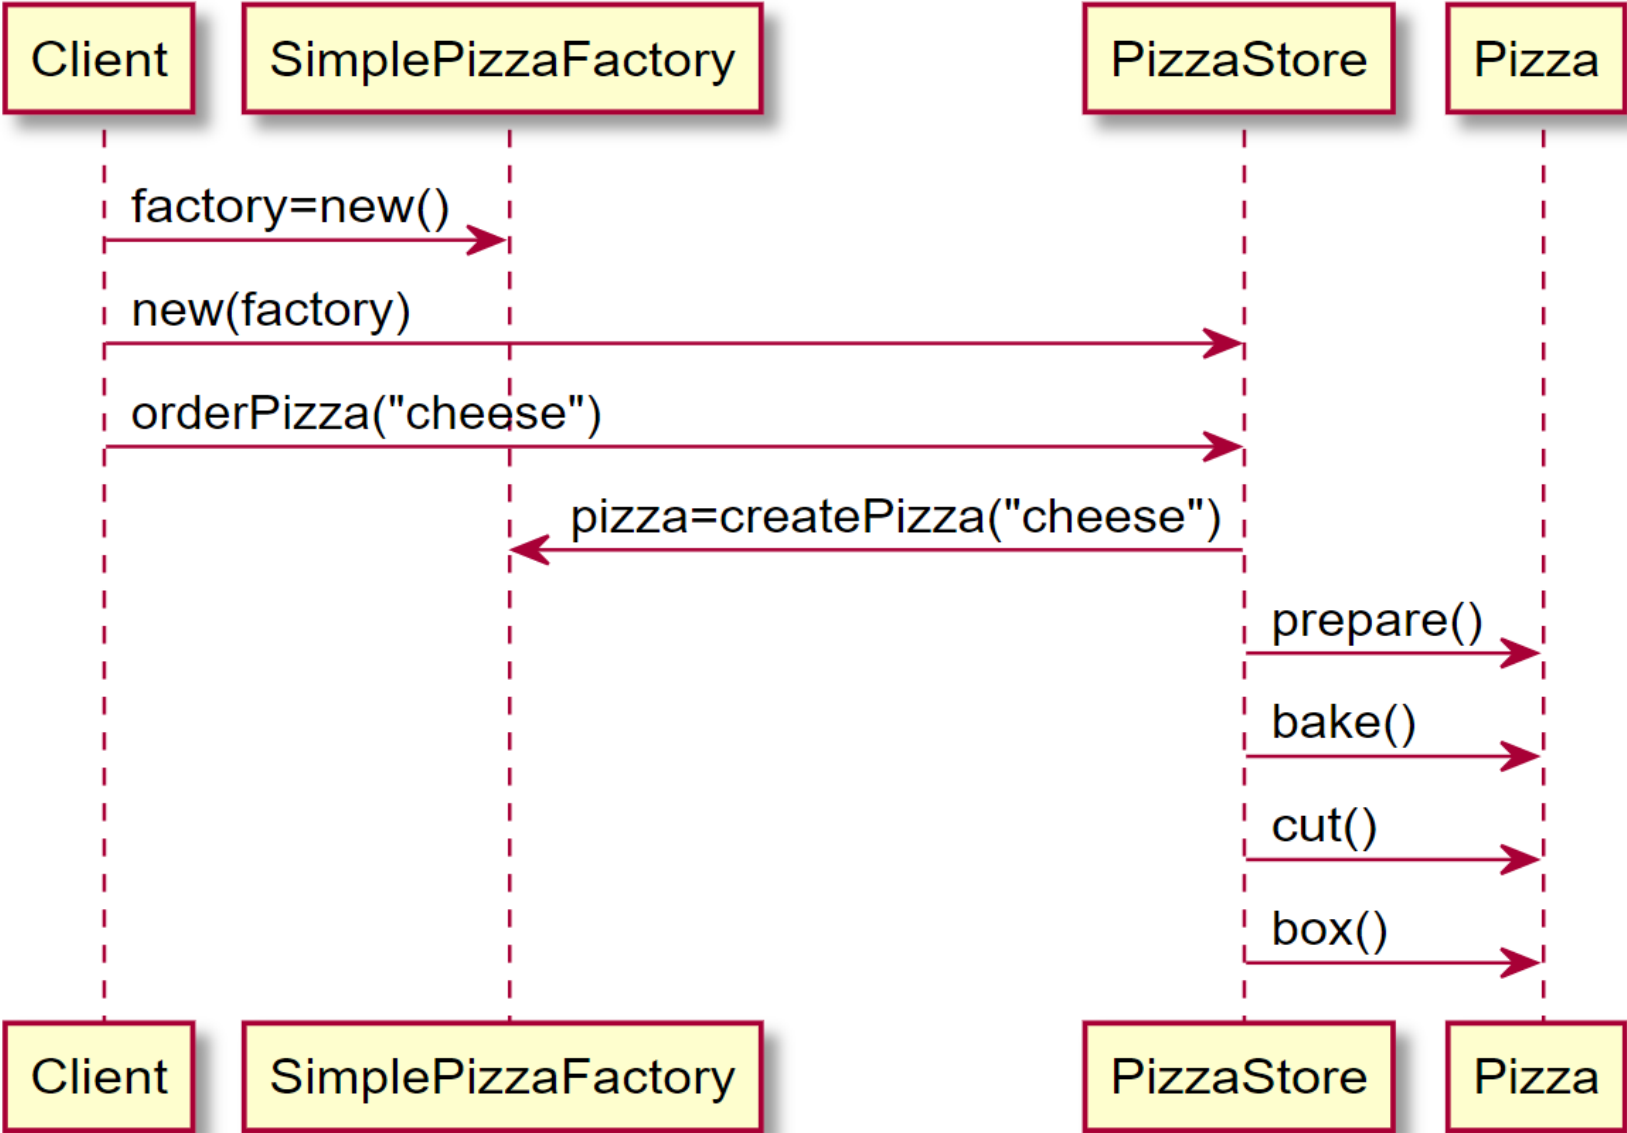 Client
SimplePizzaFactory
PizzaStore
Pizza
factory=new()
new(factory)
orderPizza("cheese")
pizza=createPizza("cheese")
prepare()
bake()
cut()
box()
Client
SimplePizzaFactory
PizzaStore
Pizza